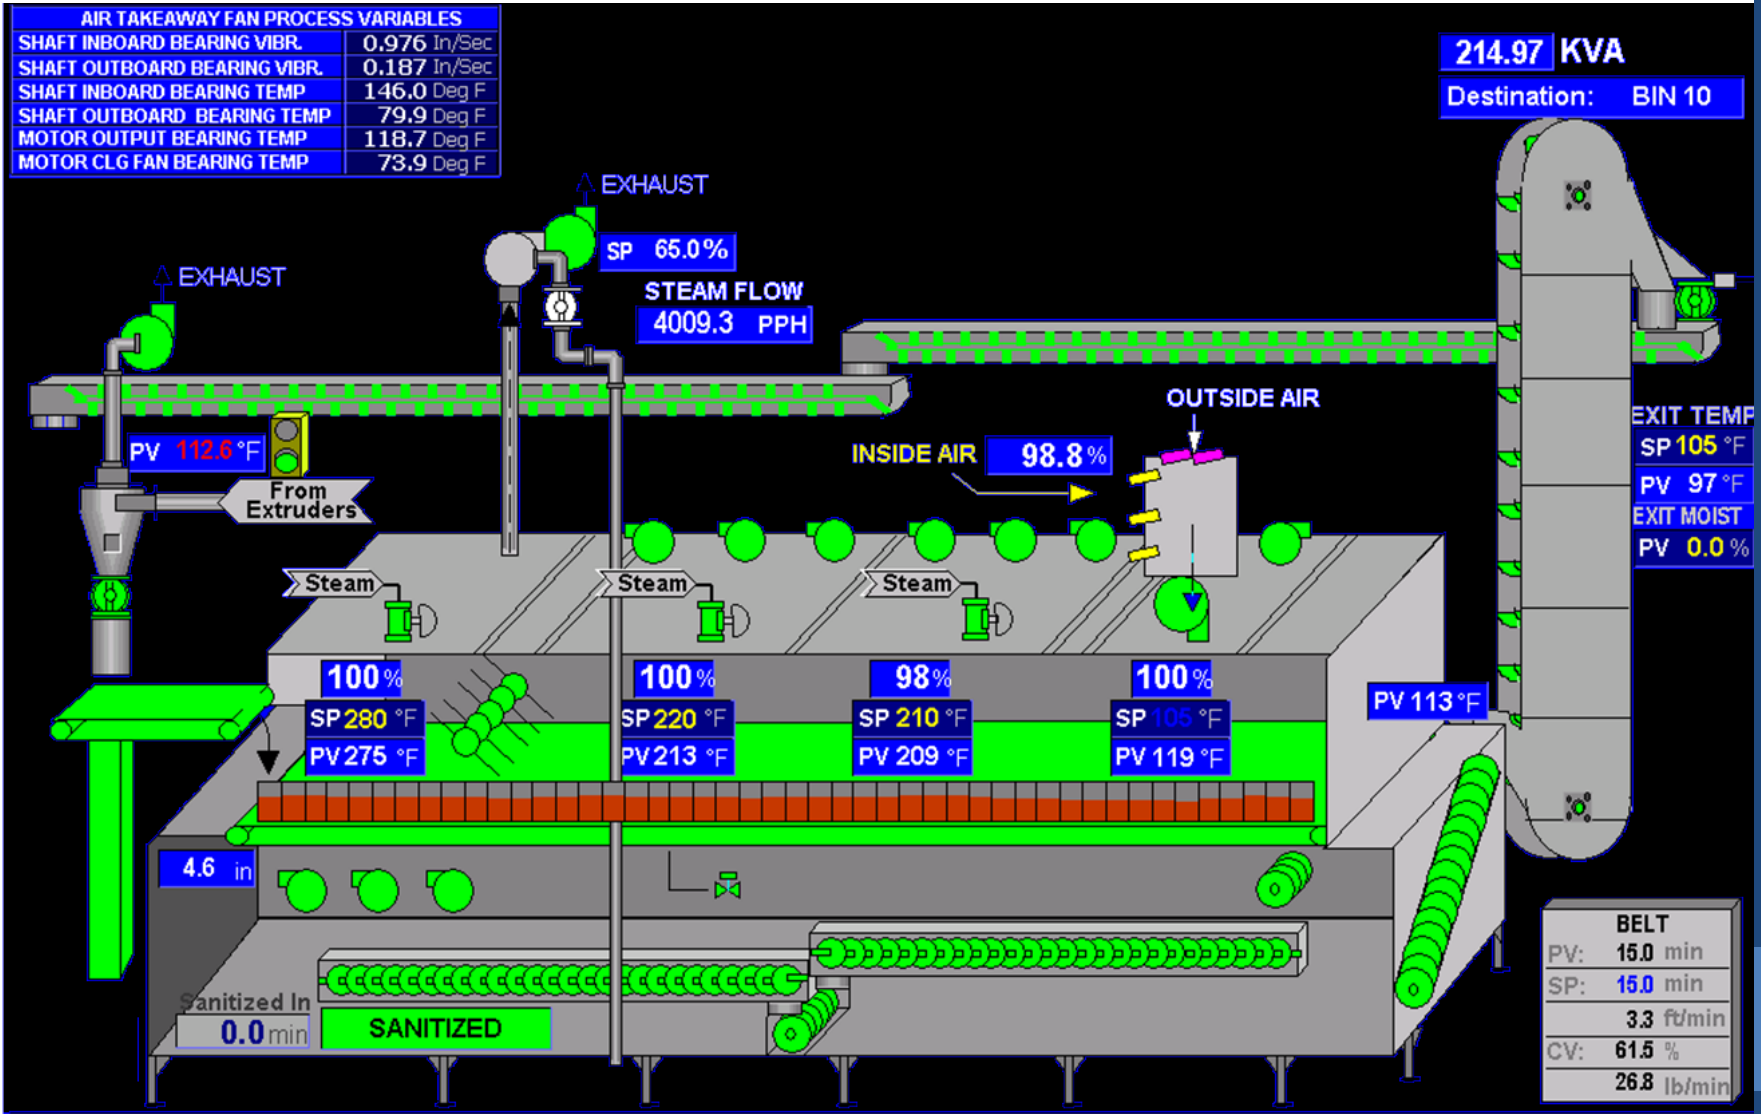 AIR TAKEAWAY FAN PROCESS VARIABLES
SHAFT INBOARD BEARING VIBR. 0.976 In/Sec
SHAFT OUTBOARD BEARING VIBR. 0.187 In/Sec
SHAFT INBOARD BEARING TEMP 146.0 Deg F
SHAFT OUTBOARD BEARING TEMP 79.9 Deg F
MOTOR OUTPUT BEARING TEMP 118.7 Deg F
MOTOR CLG FAN BEARING TEMP 73.9 Deg F
214.97 KVA
Destination: BIN 10
EXHAUST
SP 65.0%
EXHAUST
STEAM FLOW
4009.3 PPH
OUTSIDE AIR
INSIDE AIR 98.8%
PV 112.6 °F
From
Extruders
EXIT TEMP
SP 105 °F
PV 97 °F
EXIT MOIST
PV 0.0 %
Steam
Steam
Steam
100%
100%
98%
100%
SP 280 °F
SP 220 °F
SP 210 °F
SP 105 °F
PV 275 °F
PV 213 °F
PV 209 °F
PV 119 °F
PV 113 °F
4.6 in
Sanitized In
0.0 min
SANITIZED
BELT
PV: 15.0 min
SP: 15.0 min
3.3 ft/min
CV: 61.5 %
26.8 lb/min